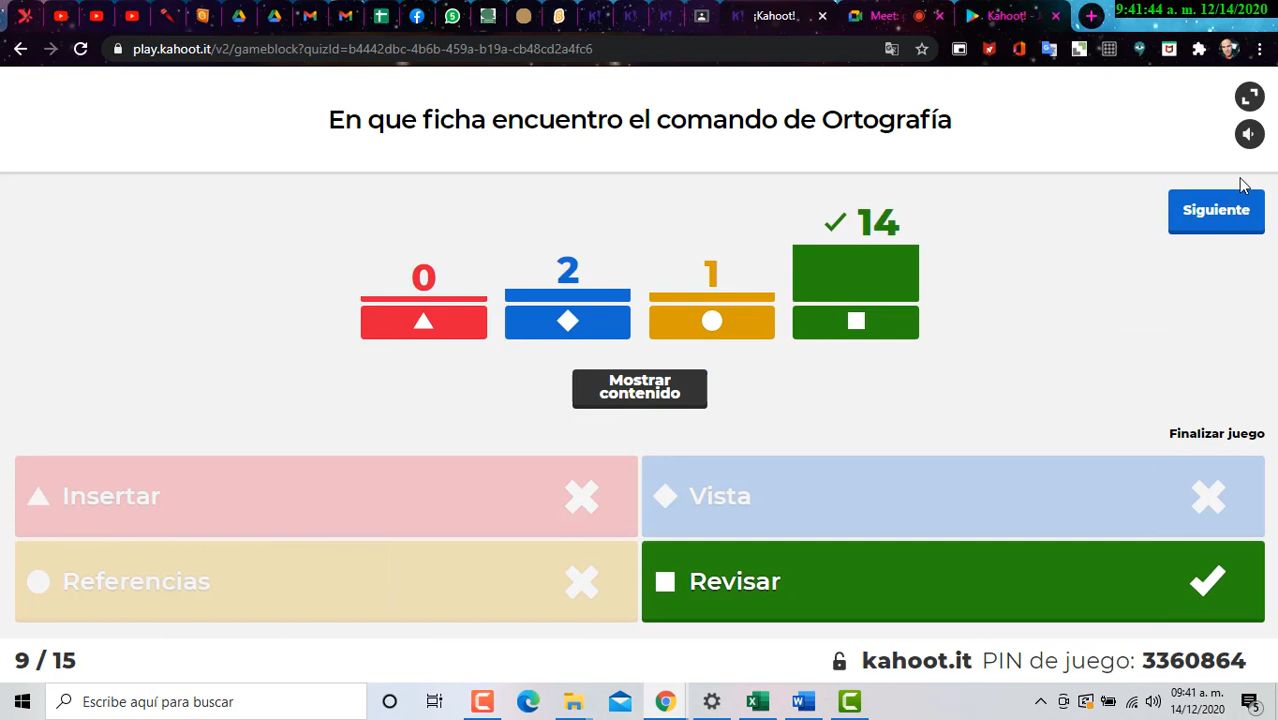 ¡Kahoot!
Meet:
Kahoot! - J
9:41:44 a. m. 12/14/2020
play.kahoot.it/v2/gameblock?quizId=b4442dbc-4b6b-459a-b19a-cb48cd2a4fc6
En que ficha encuentro el comando de Ortografía
Siguiente
0
2
1
14
Mostrar
contenido
Finalizar juego
Insertar
Vista
Referencias
Revisar
9 / 15
kahoot.it PIN de juego: 3360864
Escribe aquí para buscar
09:41 a. m.
14/12/2020
5